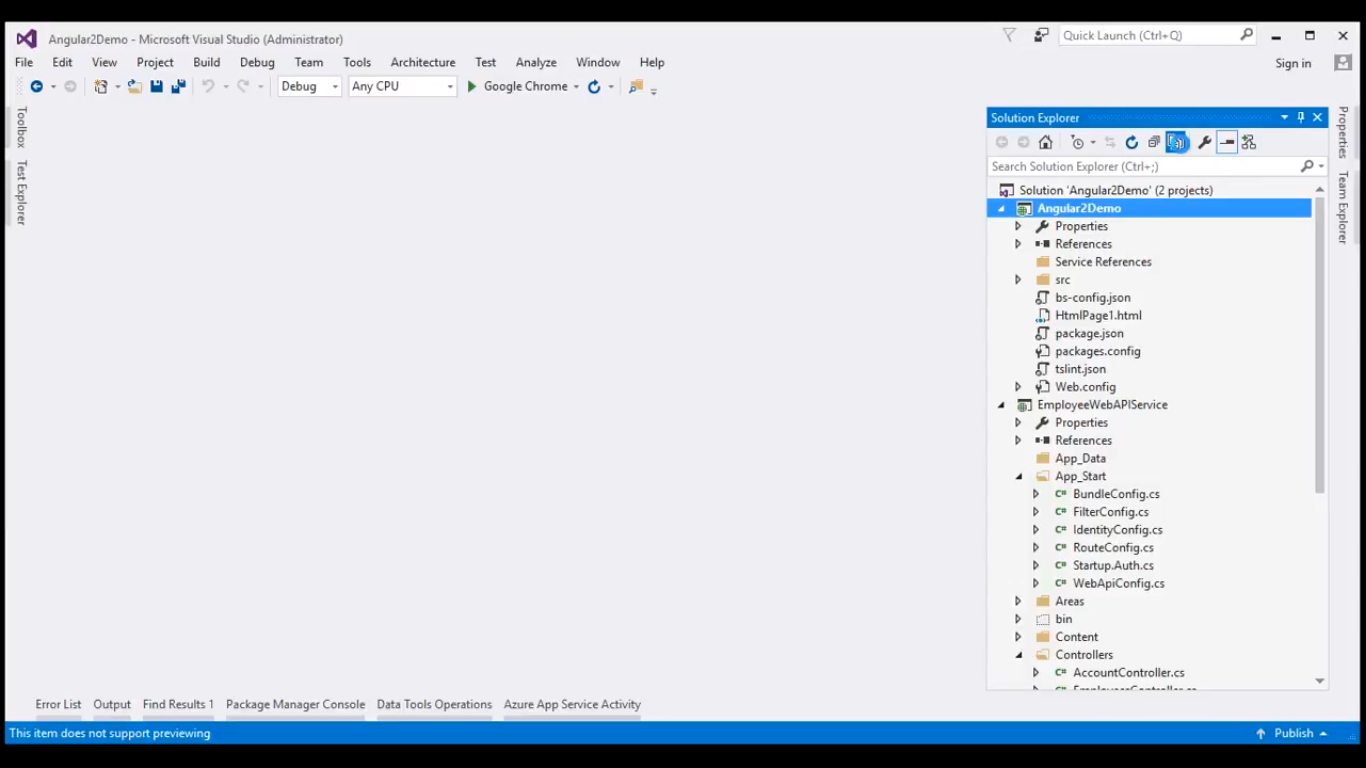 Angular2Demo - Microsoft Visual Studio (Administrator)
Quick Launch (Ctrl+Q)
File Edit View Project Build Debug Team Tools Architecture Test Analyze Window Help
Sign in
Debug Any CPU Google Chrome
Toolbox
Test Explorer
Solution Explorer
Search Solution Explorer (Ctrl+;)
Solution 'Angular2Demo' (2 projects)
Angular2Demo
Properties
References
Service References
src
bs-config.json
HtmlPage1.html
package.json
packages.config
tslint.json
Web.config
EmployeeWebAPIService
Properties
References
App_Data
App_Start
C# BundleConfig.cs
C# FilterConfig.cs
C# IdentityConfig.cs
C# RouteConfig.cs
C# Startup.Auth.cs
C# WebApiConfig.cs
Areas
bin
Content
Controllers
C# AccountController.cs
Properties
Team Explorer
Error List Output Find Results 1 Package Manager Console Data Tools Operations Azure App Service Activity
This item does not support previewing
Publish